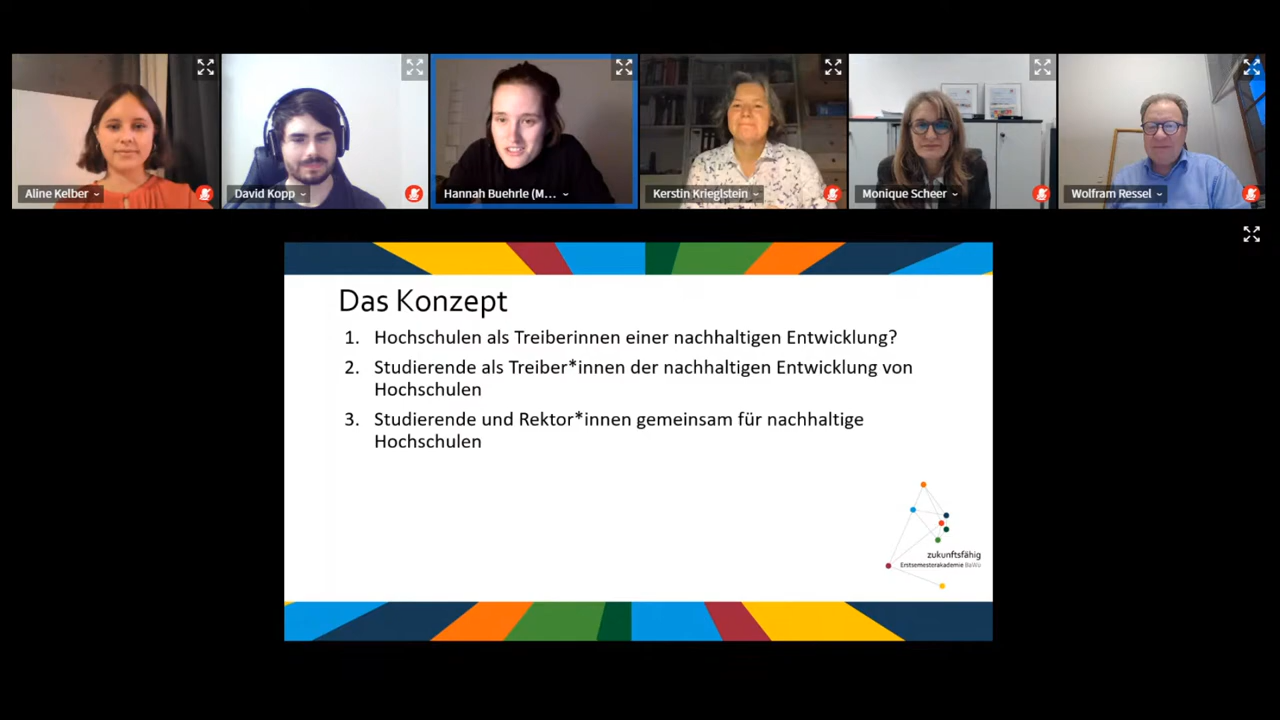 Aline Kelber
David Kopp
Hannah Buehrle (M...
Kerstin Krieglstein
Monique Scheer
Wolfram Ressel
Das Konzept
1. Hochschulen als Treiberinnen einer nachhaltigen Entwicklung?
2. Studierende als Treiber*innen der nachhaltigen Entwicklung von
Hochschulen
3. Studierende und Rektor*innen gemeinsam für nachhaltige
Hochschulen
zukunftsfähig
Erstsemesterakademie BaWü